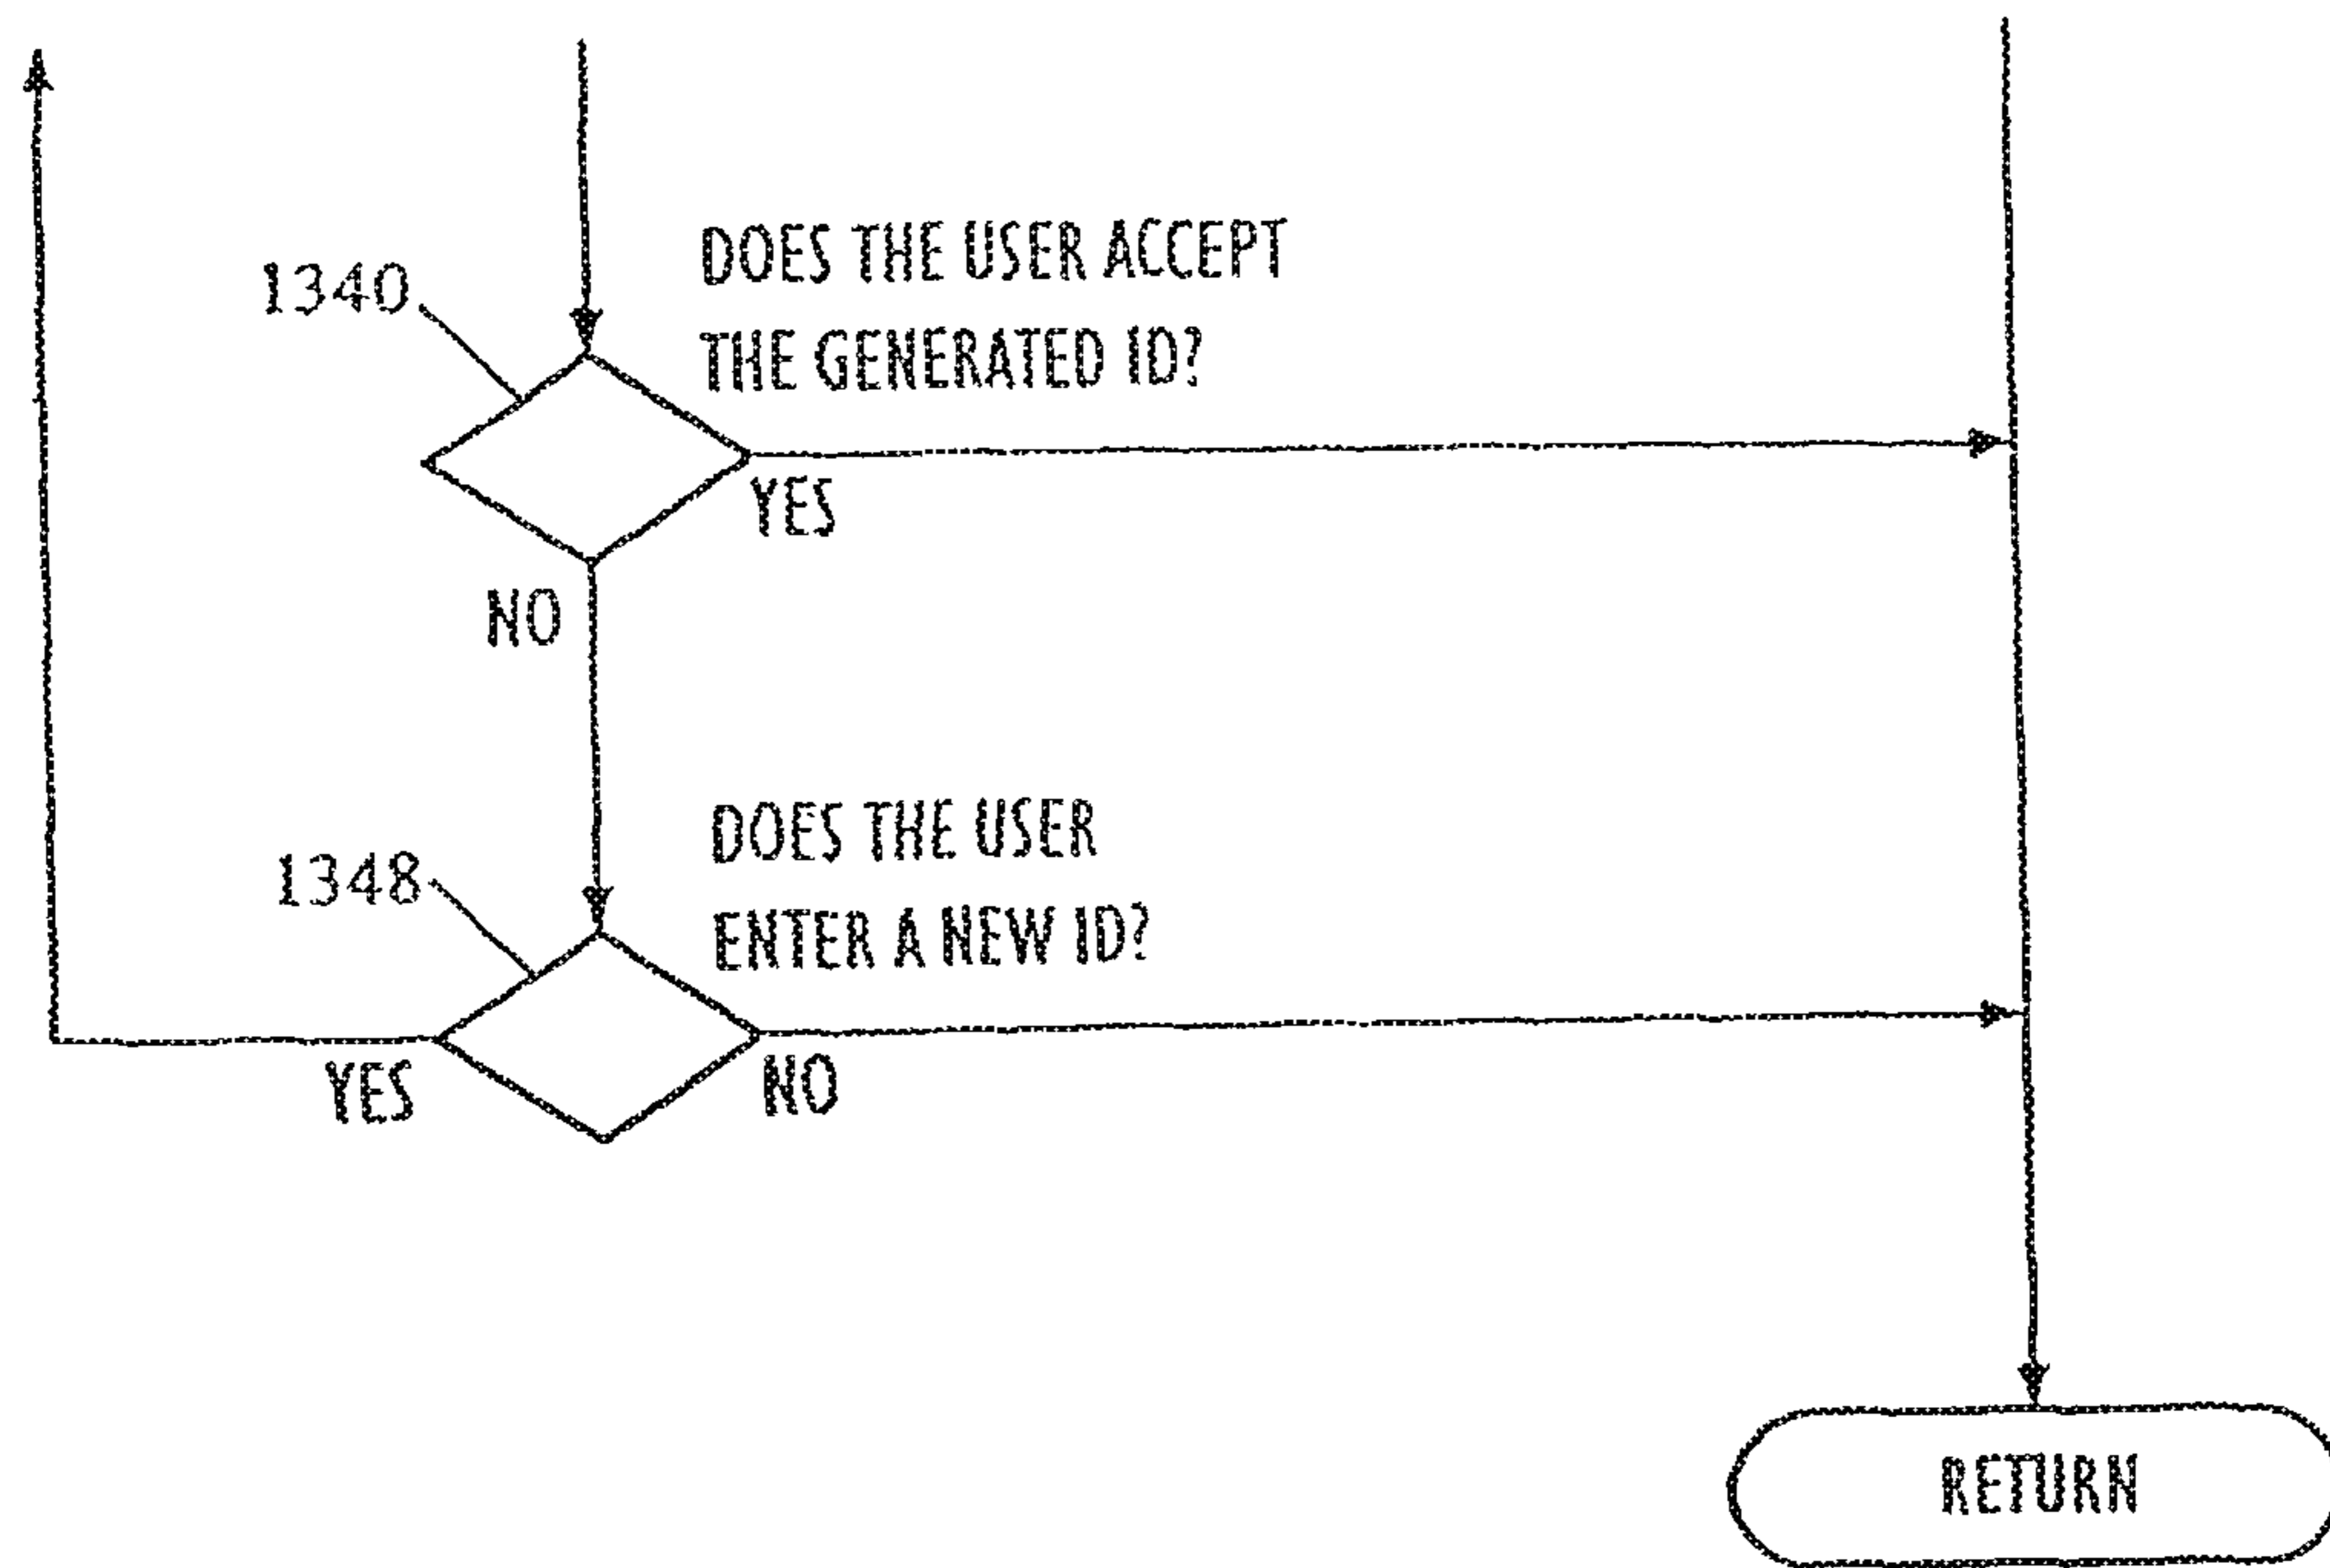 DOES THE USER ACCEPT
1340
THE GENERATED ID?
YES
NO
DOES THE USER
1348
ENTER A NEW ID?
YES
NO
RETURN